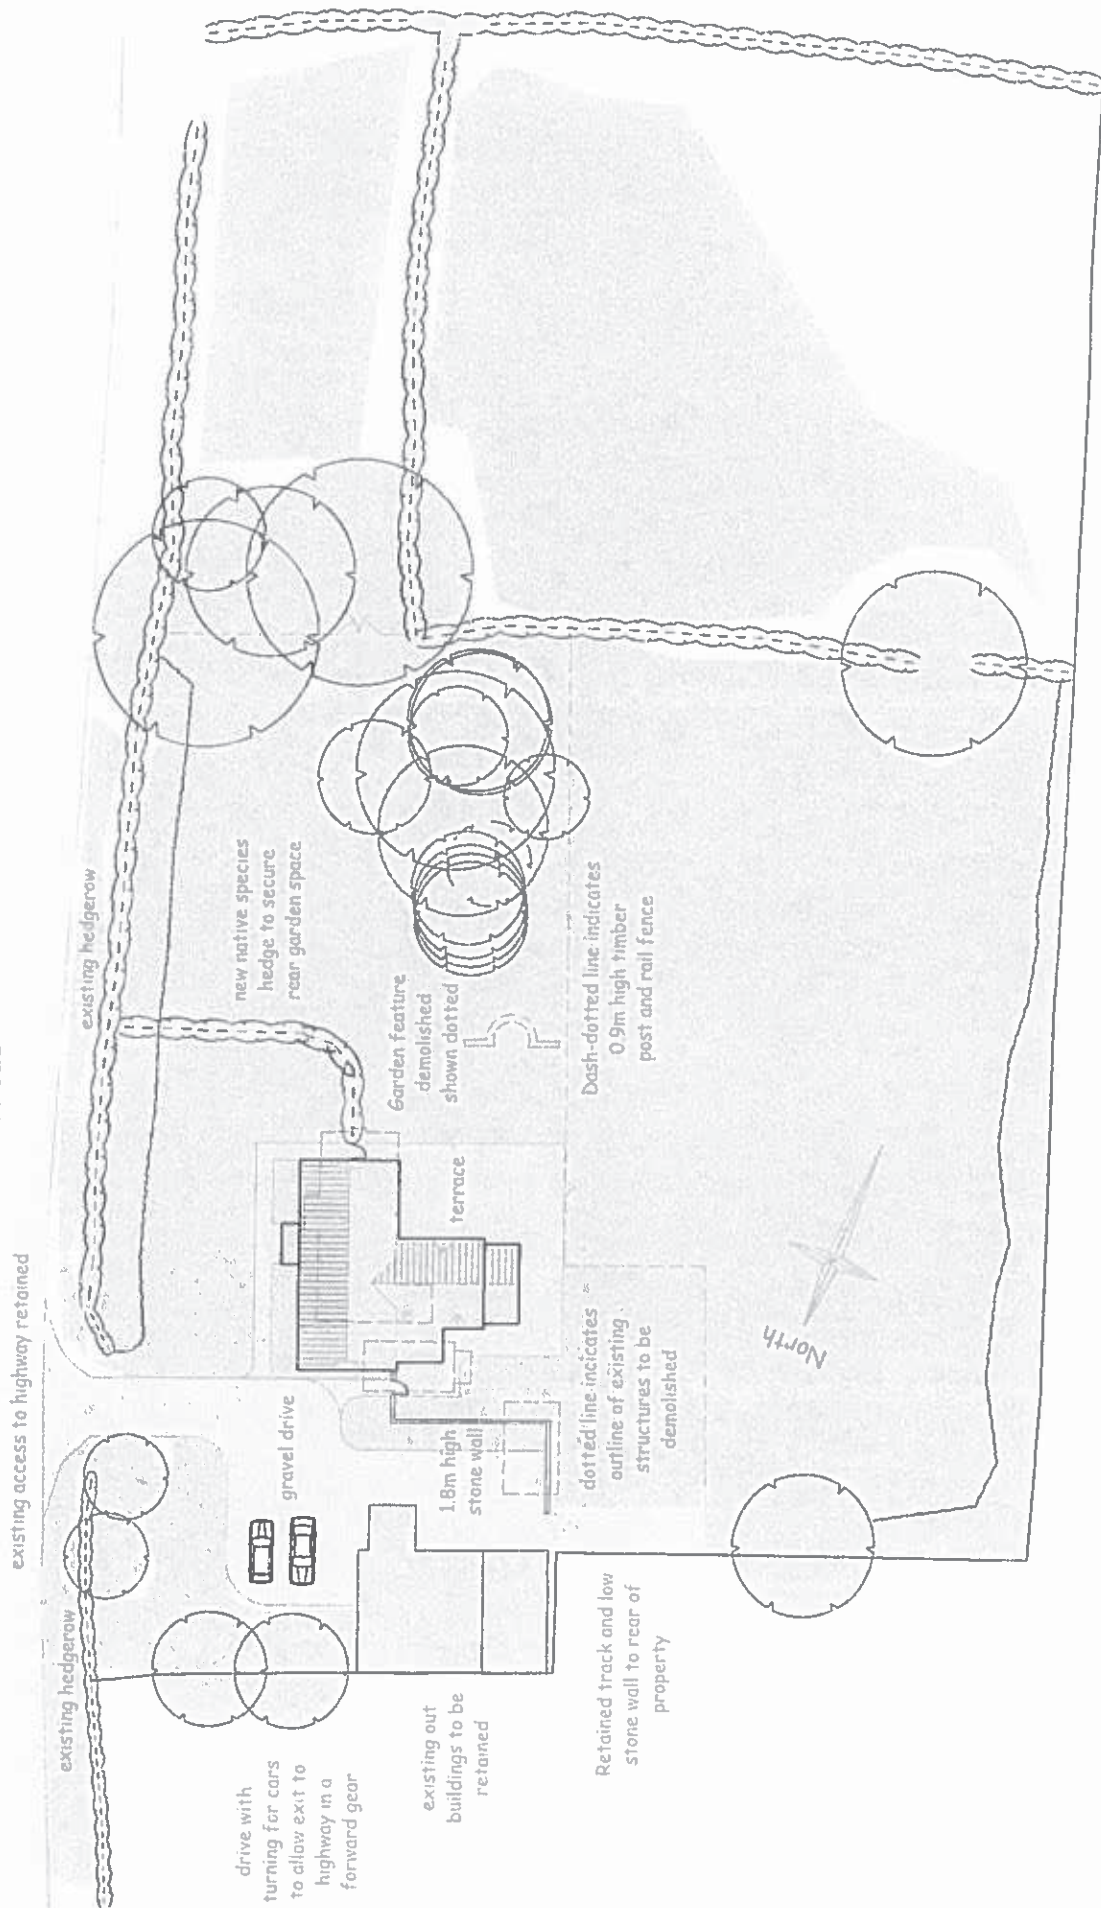 existing access to highway retained
existing hedgerow
existing hedgerow
drive with
turning for cars
to allow exit to
highway in a
forward gear
gravel drive
new native species
hedge to secure
rear garden space
existing out
buildings to be
retained
1.8m high
stone wall
terrace
Garden feature
demolished
shown dotted
Retained track and low
stone wall to rear of
property
dotted line indicates
outline of existing
structures to be
demolished
Dash-dotted line indicates
0.9m high timber
post and rail fence
North